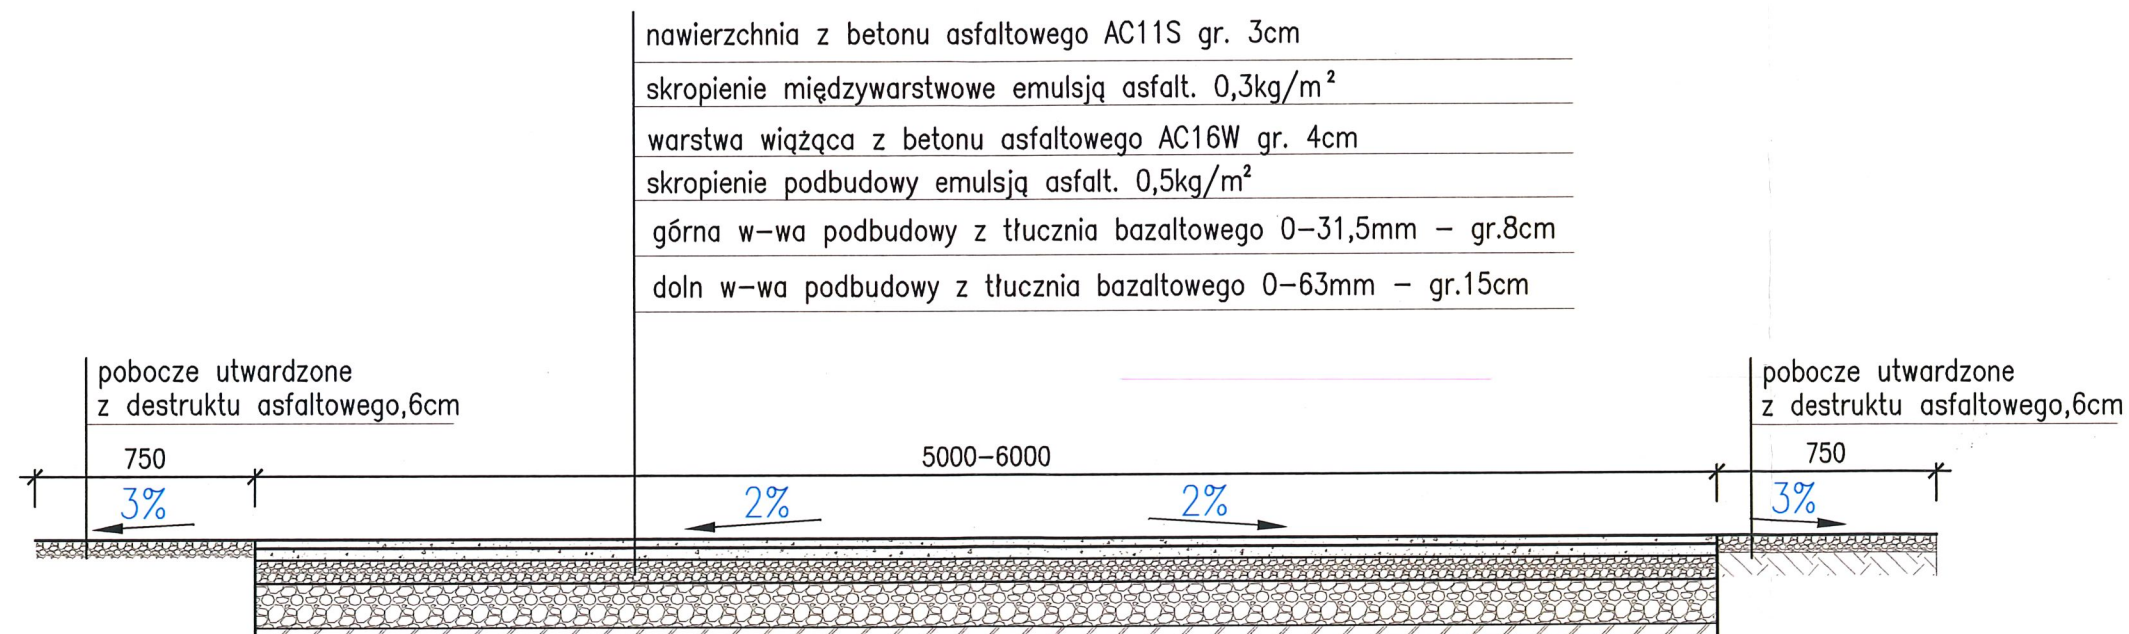 nawierzchnia z betonu asfaltowego AC11S gr. 3cm
skropienie międzywarstwowe emulsją asfalt. 0,3kg/m²
warstwa wiążąca z betonu asfaltowego AC16W gr. 4cm
skropienie podbudowy emulsją asfalt. 0,5kg/m²
górna w-wa podbudowy z tłucznia bazaltowego 0-31,5mm - gr.8cm
doln w-wa podbudowy z tłucznia bazaltowego 0-63mm - gr.15cm
pobocze utwardzone
z destruktu asfaltowego,6cm
pobocze utwardzone
z destruktu asfaltowego,6cm
750
5000-6000
750
3%
2%
2%
3%